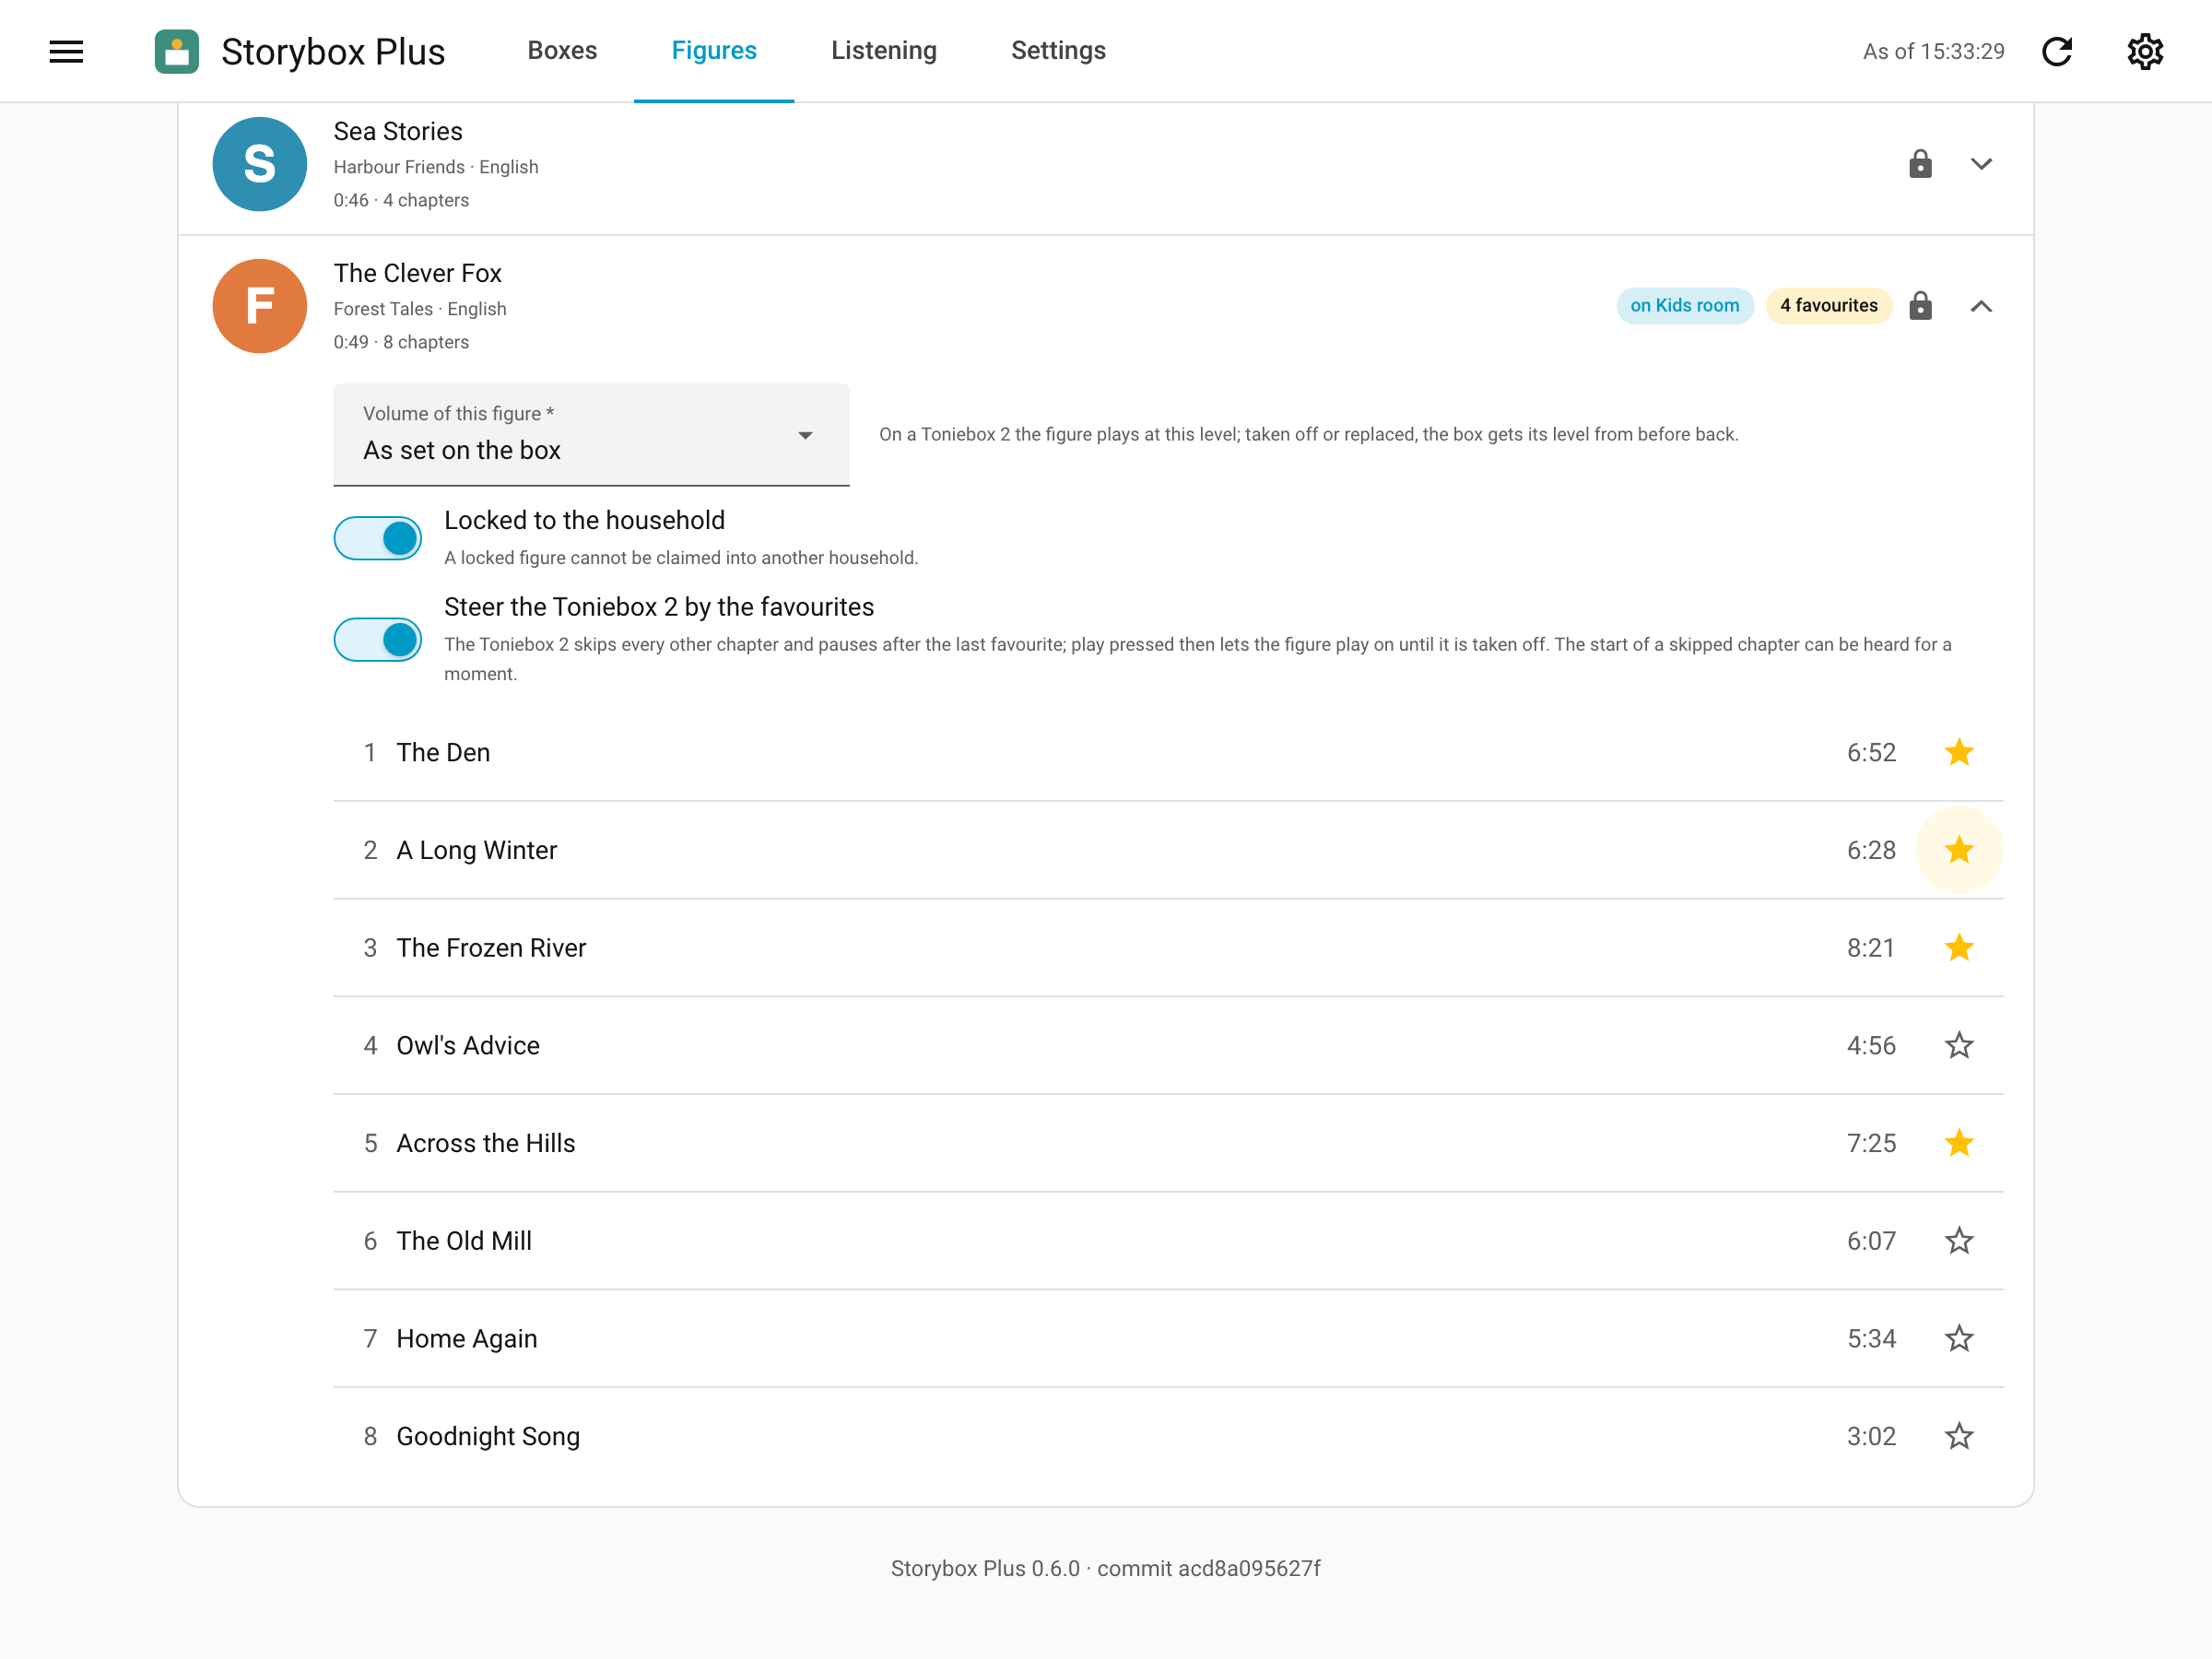 Storybox Plus
Boxes
Figures
Listening
Settings
As of 15:33:29
S
Sea Stories
Harbour Friends · English
0:46 · 4 chapters
F
The Clever Fox
Forest Tales · English
0:49 · 8 chapters
on Kids room
4 favourites
Volume of this figure *
As set on the box
On a Toniebox 2 the figure plays at this level; taken off or replaced, the box gets its level from before back.
Locked to the household
A locked figure cannot be claimed into another household.
Steer the Toniebox 2 by the favourites
The Toniebox 2 skips every other chapter and pauses after the last favourite; play pressed then lets the figure play on until it is taken off. The start of a skipped chapter can be heard for a
moment.
1 The Den 6:52
2 A Long Winter 6:28
3 The Frozen River 8:21
4 Owl's Advice 4:56
5 Across the Hills 7:25
6 The Old Mill 6:07
7 Home Again 5:34
8 Goodnight Song 3:02
Storybox Plus 0.6.0 · commit acd8a095627f